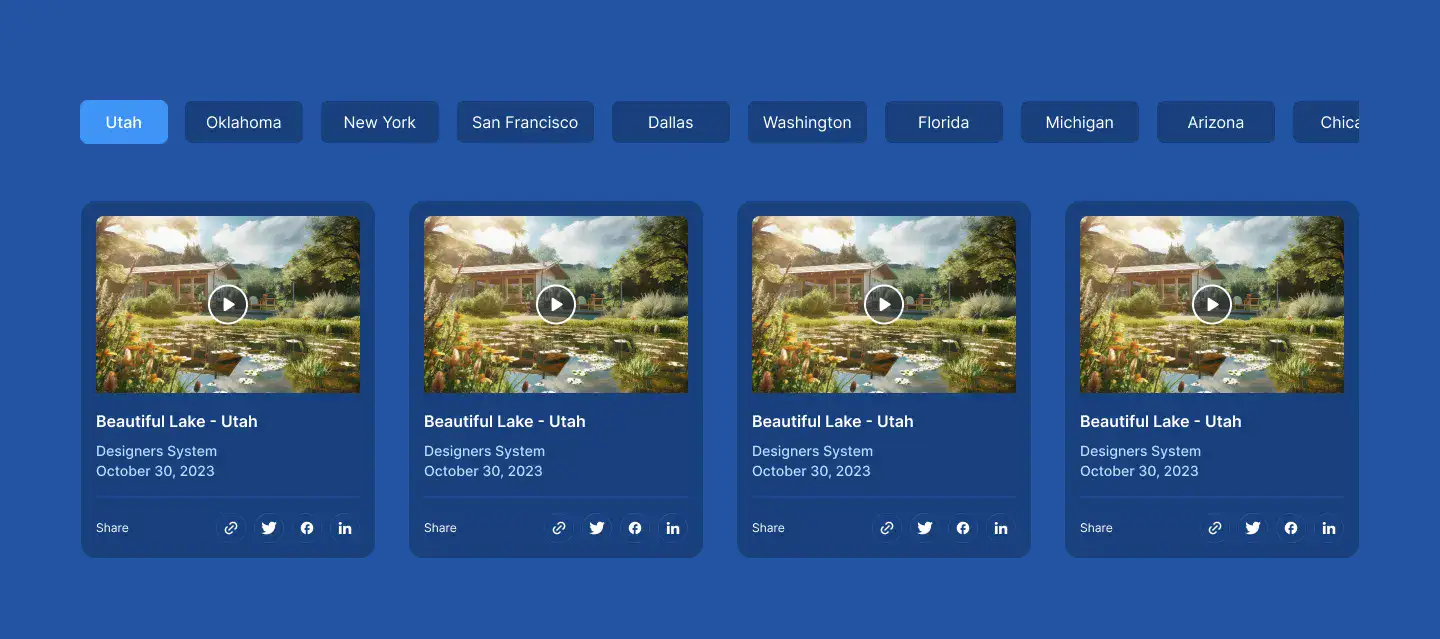 Utah Oklahoma New York San Francisco Dallas Washington Florida Michigan Arizona Chica
Beautiful Lake - Utah
Designers System
October 30, 2023
Share
Beautiful Lake - Utah
Designers System
October 30, 2023
Share
Beautiful Lake - Utah
Designers System
October 30, 2023
Share
Beautiful Lake - Utah
Designers System
October 30, 2023
Share